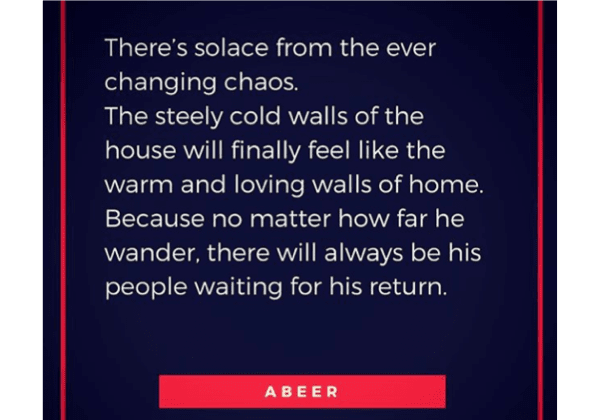 There’s solace from the ever
changing chaos.
The steely cold walls of the
house will finally feel like the
warm and loving walls of home.
Because no matter how far he
wander, there will always be his
people waiting for his return.
ABEER